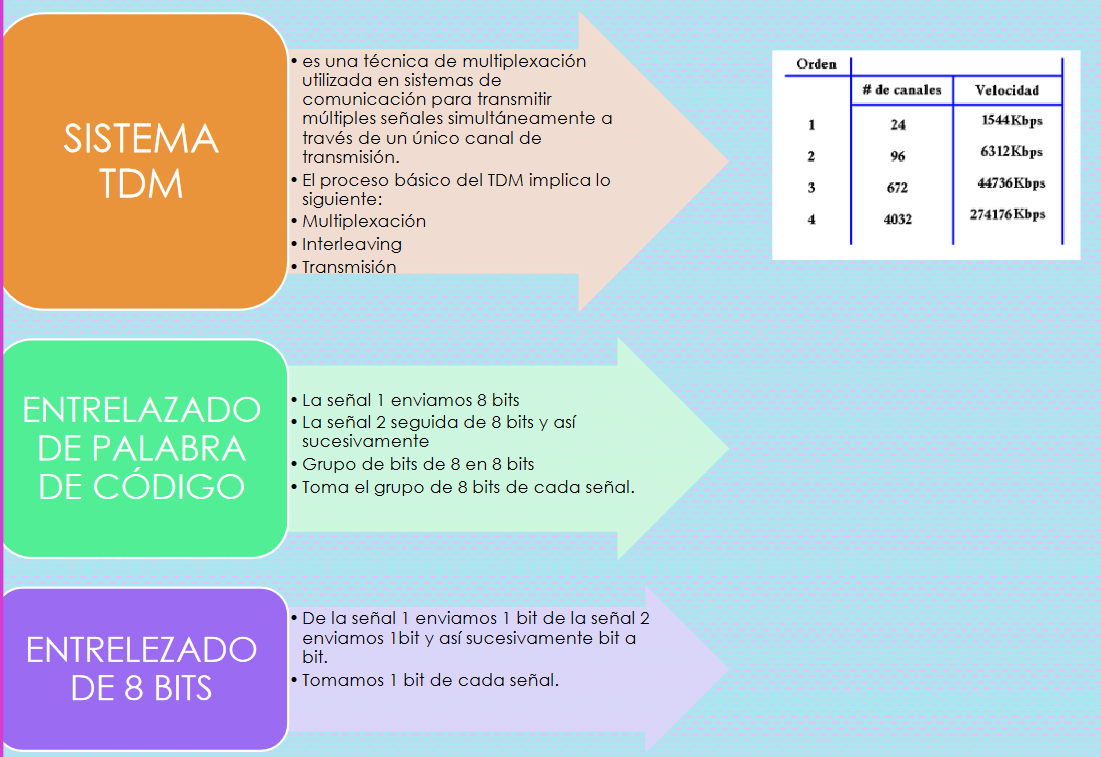 SISTEMA
TDM
• es una técnica de multiplexación
utilizada en sistemas de
comunicación para transmitir
múltiples señales simultáneamente a
través de un único canal de
transmisión.
• El proceso básico del TDM implica lo
siguiente:
• Multiplexación
• Interleaving
• Transmisión
Orden
# de canales Velocidad
1 24 1544Kbps
2 96 6312Kbps
3 672 44736Kbps
4 4032 274176Kbps
ENTRELAZADO
DE PALABRA
DE CÓDIGO
• La señal 1 enviamos 8 bits
• La señal 2 seguida de 8 bits y así
sucesivamente
• Grupo de bits de 8 en 8 bits
• Toma el grupo de 8 bits de cada señal.
ENTRELEZADO
DE 8 BITS
• De la señal 1 enviamos 1 bit de la señal 2
enviamos 1bit y así sucesivamente bit a
bit.
• Tomamos 1 bit de cada señal.